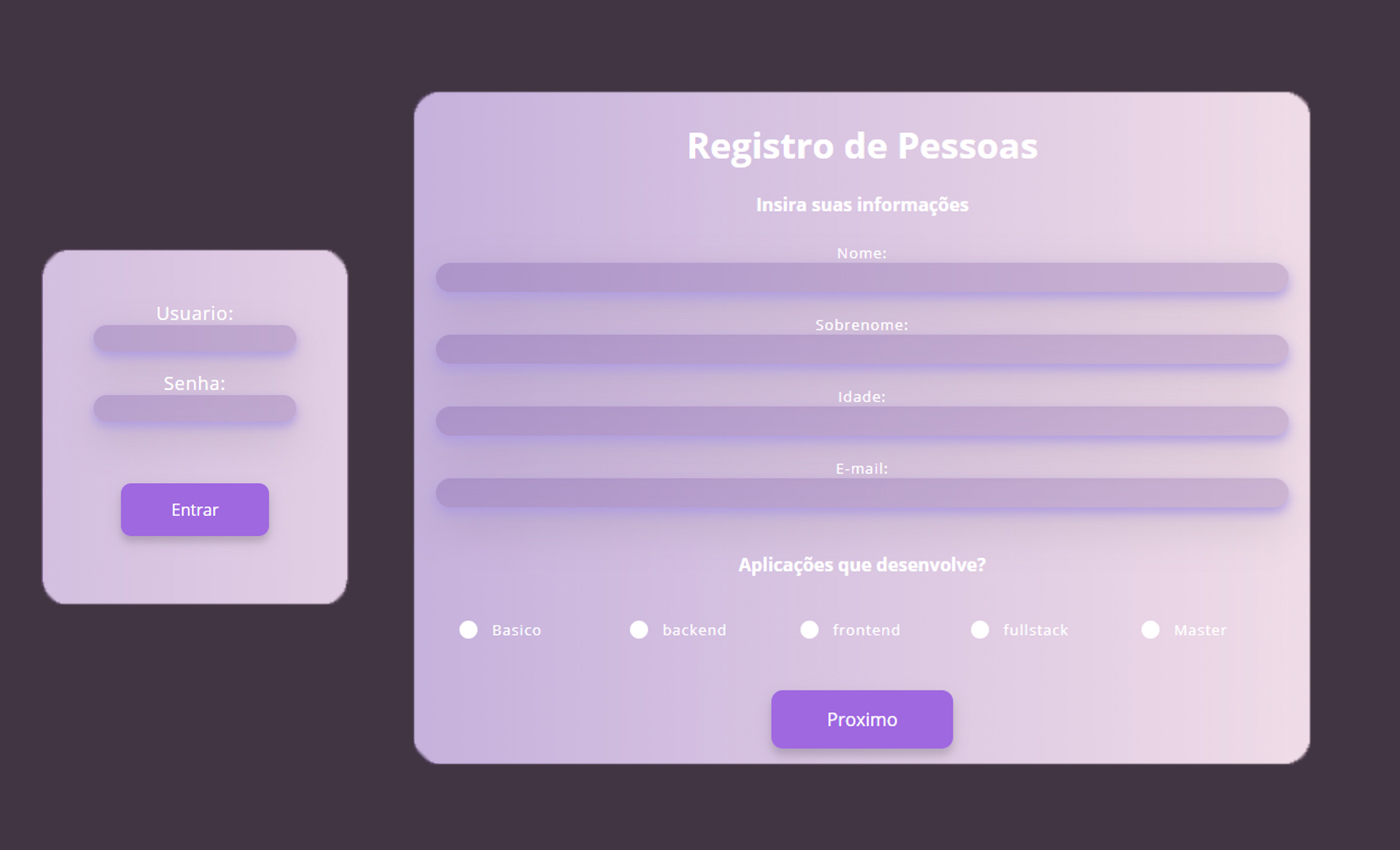 Usuario:
Senha:
Entrar
Registro de Pessoas
Insira suas informações
Nome:
Sobrenome:
Idade:
E-mail:
Aplicações que desenvolve?
Basico backend frontend fullstack Master
Proximo